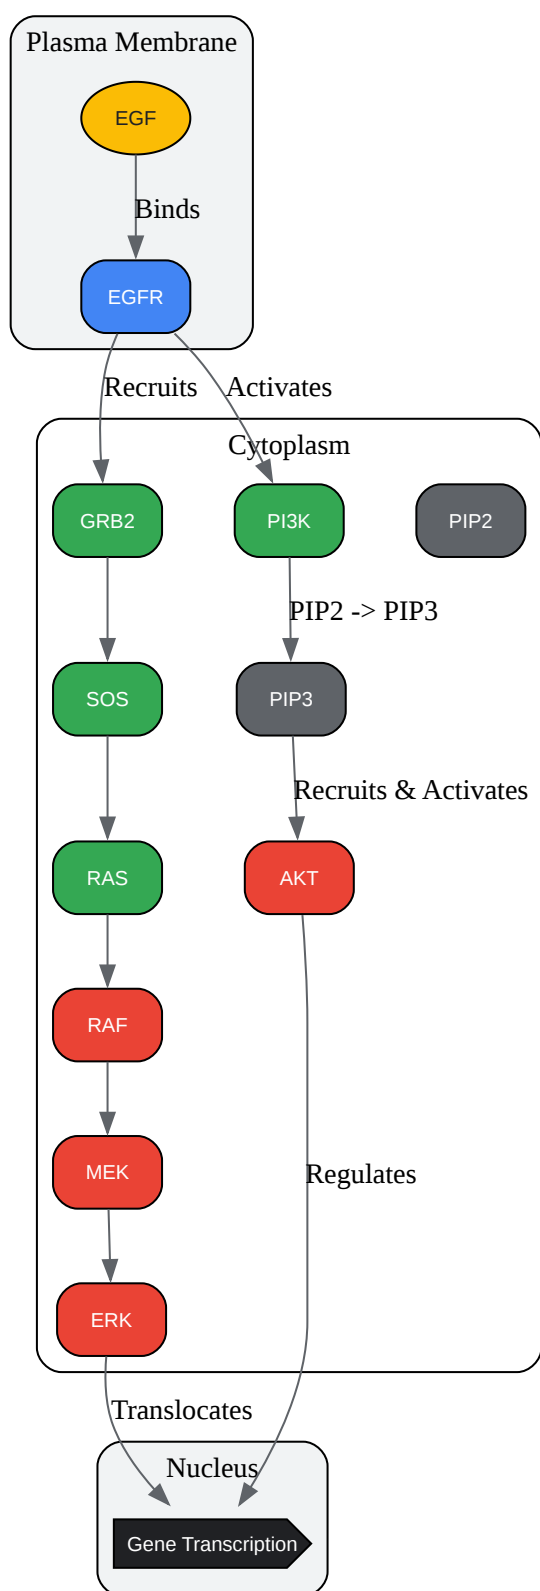 Plasma Membrane
EGF
Binds
EGFR
Recruits
Activates
Cytoplasm
GRB2
PI3K
PIP2
PIP2 -> PIP3
SOS
PIP3
Recruits & Activates
RAS
AKT
RAF
MEK
Regulates
ERK
Translocates
Nucleus
Gene Transcription